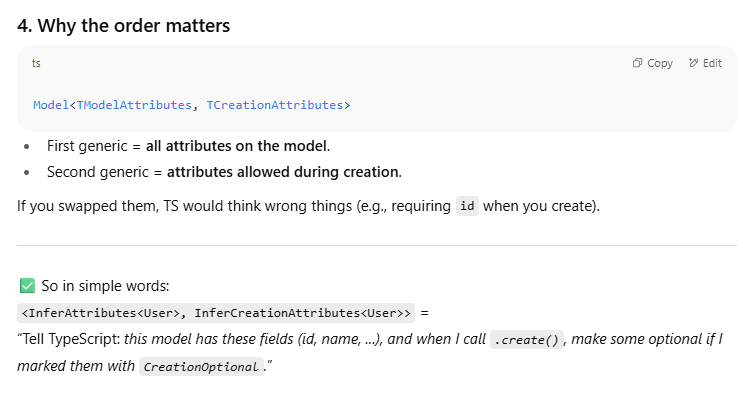 4. Why the order matters
ts
Copy Edit
Model<TModelAttributes, TCreationAttributes>
• First generic = all attributes on the model.
• Second generic = attributes allowed during creation.
If you swapped them, TS would think wrong things (e.g., requiring id when you create).
✅ So in simple words:
<InferAttributes<User>, InferCreationAttributes<User>> =
“Tell TypeScript: this model has these fields (id, name, …), and when I call .create(), make some optional if I
marked them with CreationOptional.”